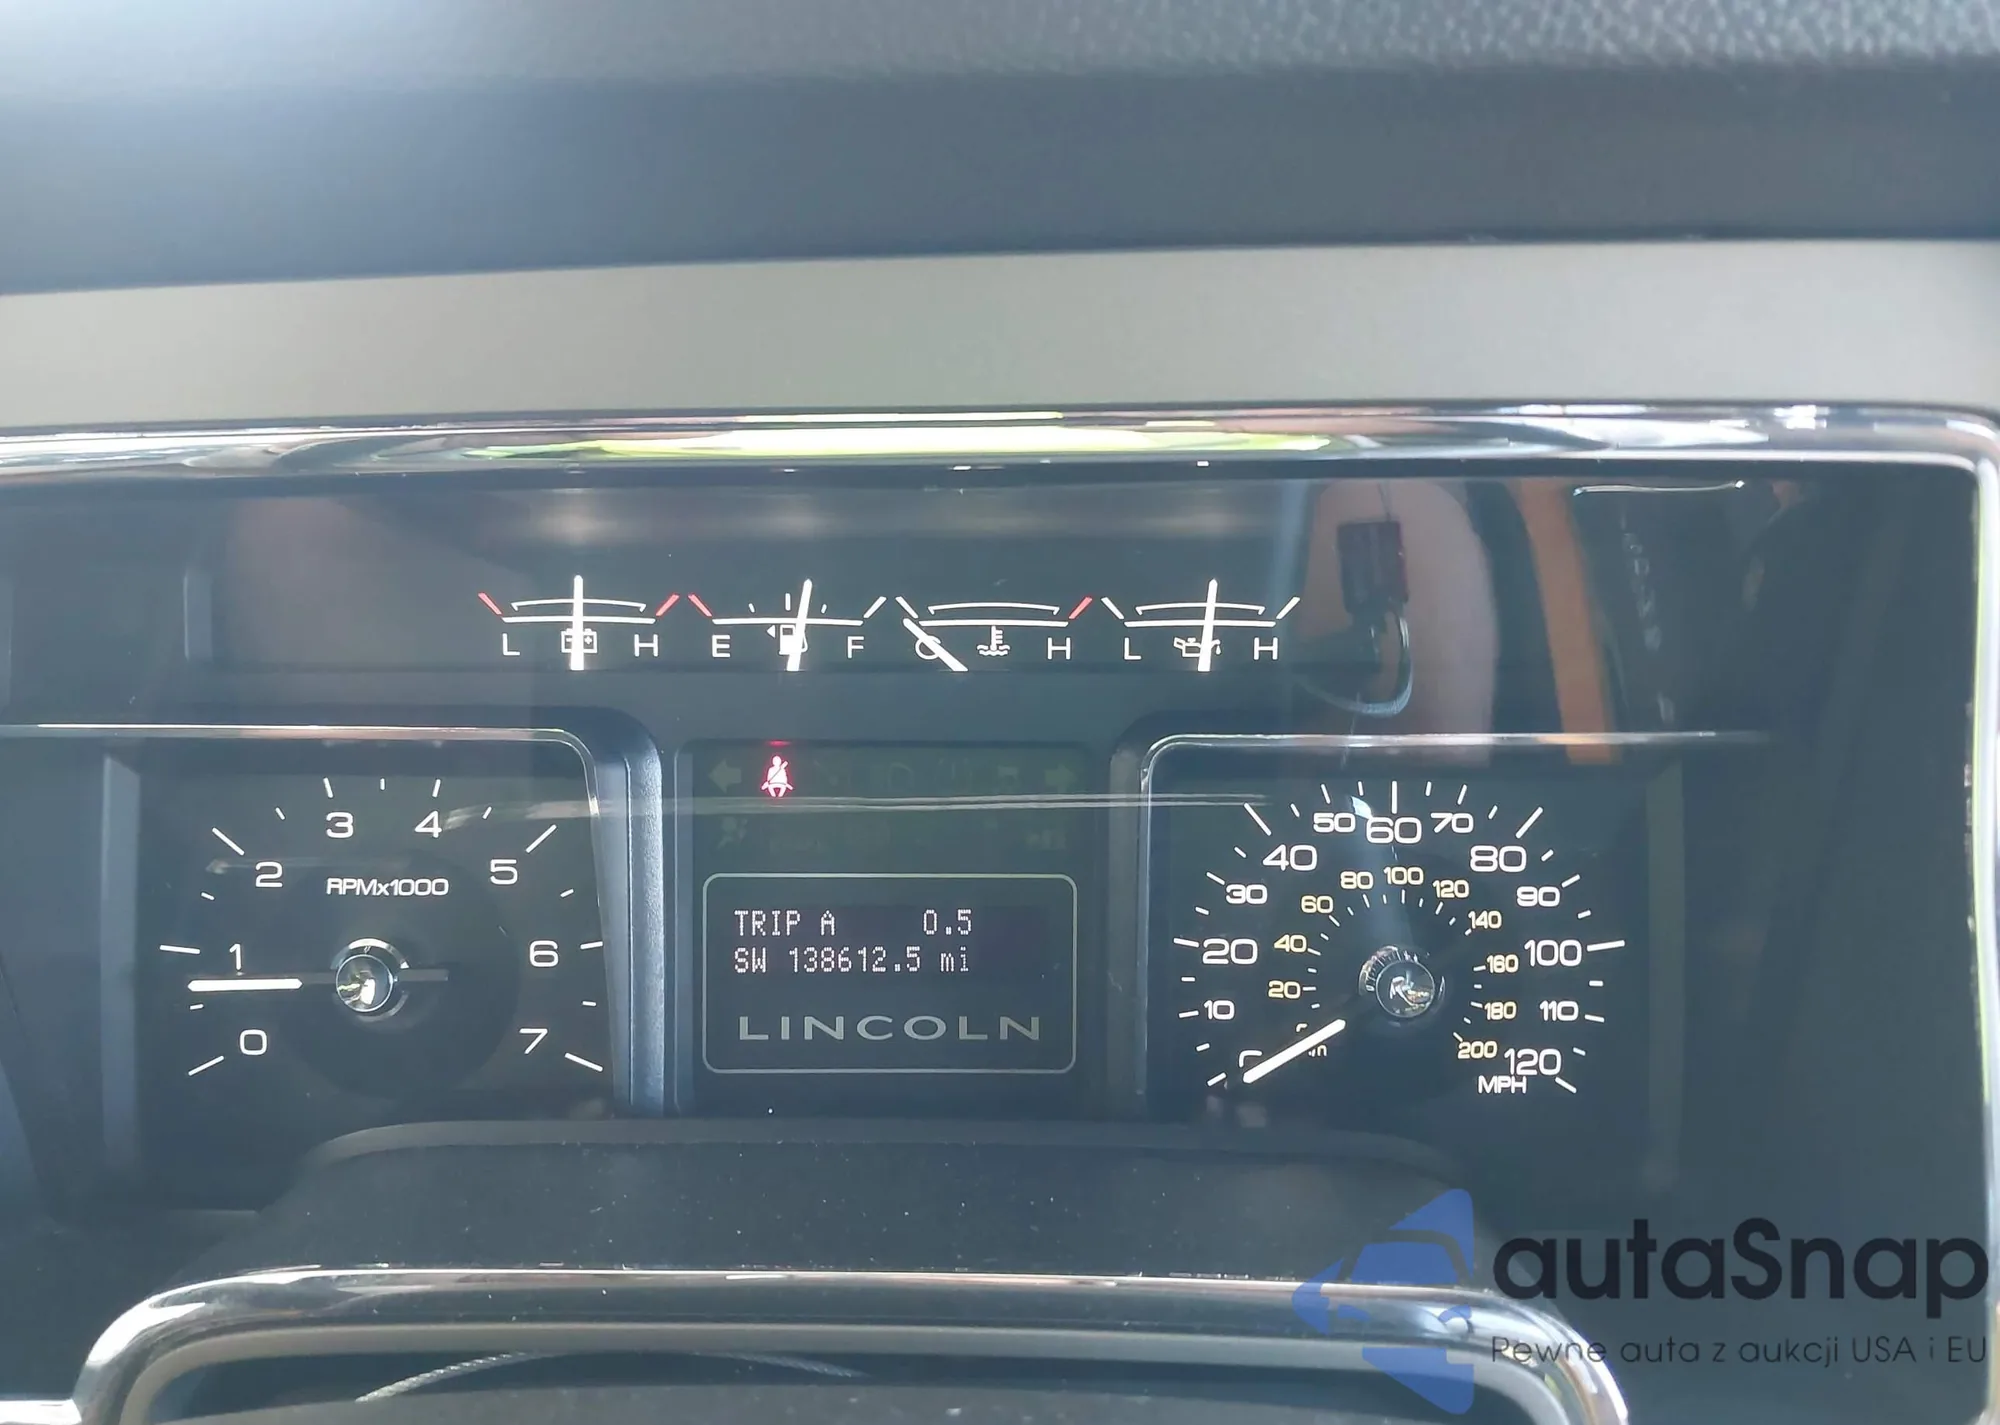 L H E F C H L H
0 1 2 3 4 5 6 7
RPMx1000
TRIP A 0.5
SW 138612.5 mi
LINCOLN
10 20 30 40 50 60 70 80 90 100 110 120
20 40 60 80 100 120 140 160 180 200
MPH
autaSnap
Pewne auta z aukcji USA i EU